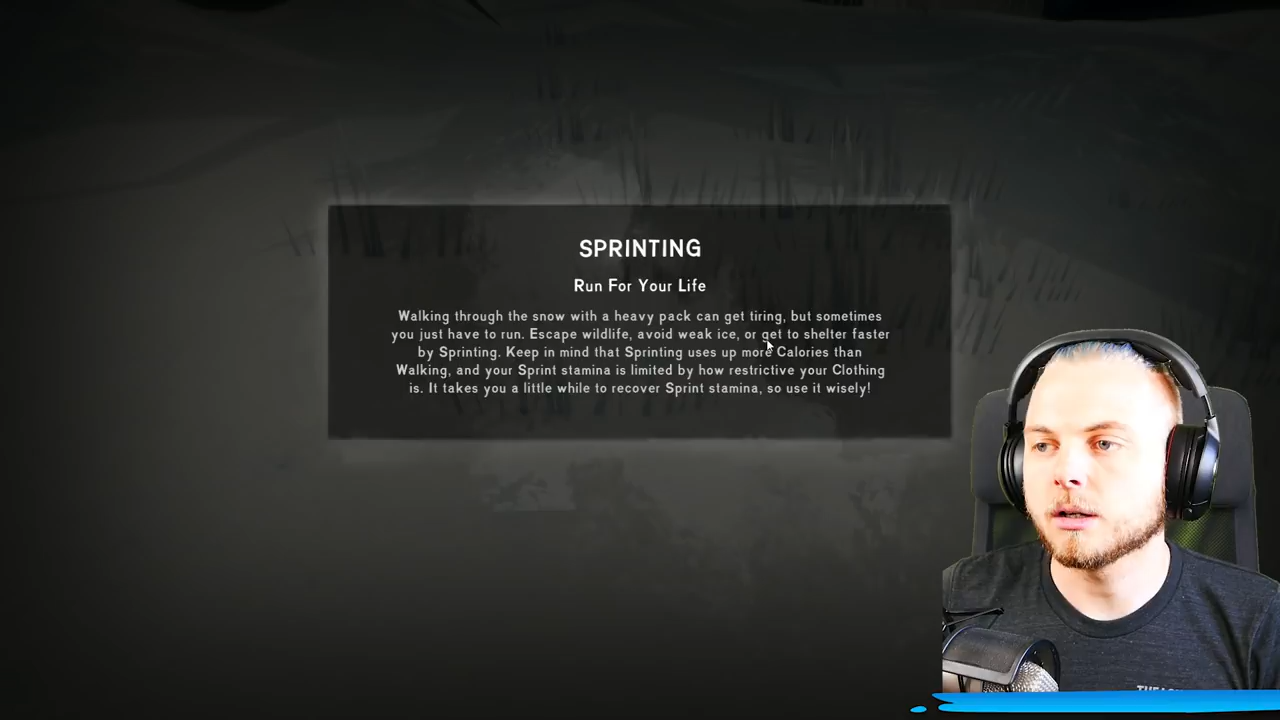 SPRINTING
Run For Your Life
Walking through the snow with a heavy pack can get tiring, but sometimes
you just have to run. Escape wildlife, avoid weak ice, or get to shelter faster
by Sprinting. Keep in mind that Sprinting uses up more Calories than
Walking, and your Sprint stamina is limited by how restrictive your Clothing
is. It takes you a little while to recover Sprint stamina, so use it wisely!